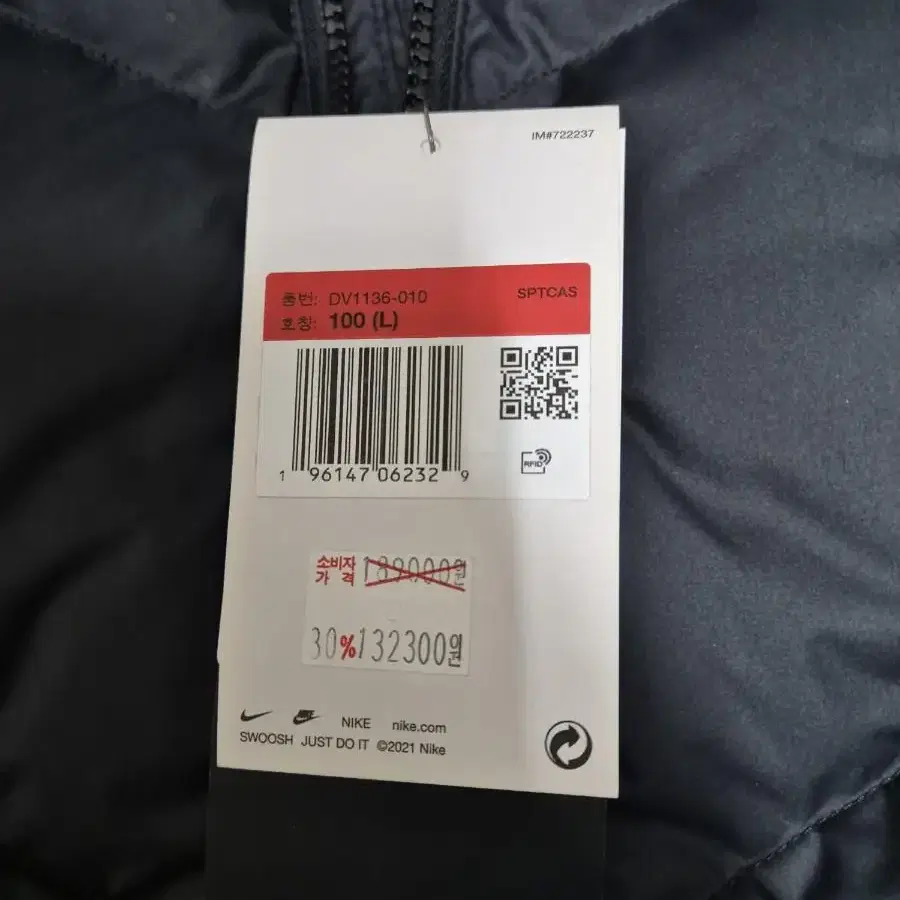 IM#722237
품번: DV1136-010
SPTCAS
호칭: 100 (L)
1 96147 06232 9
RFID
소비자
가 격 189000원
30% 132300원
NIKE nike.com
SWOOSH JUST DO IT ©2021 Nike